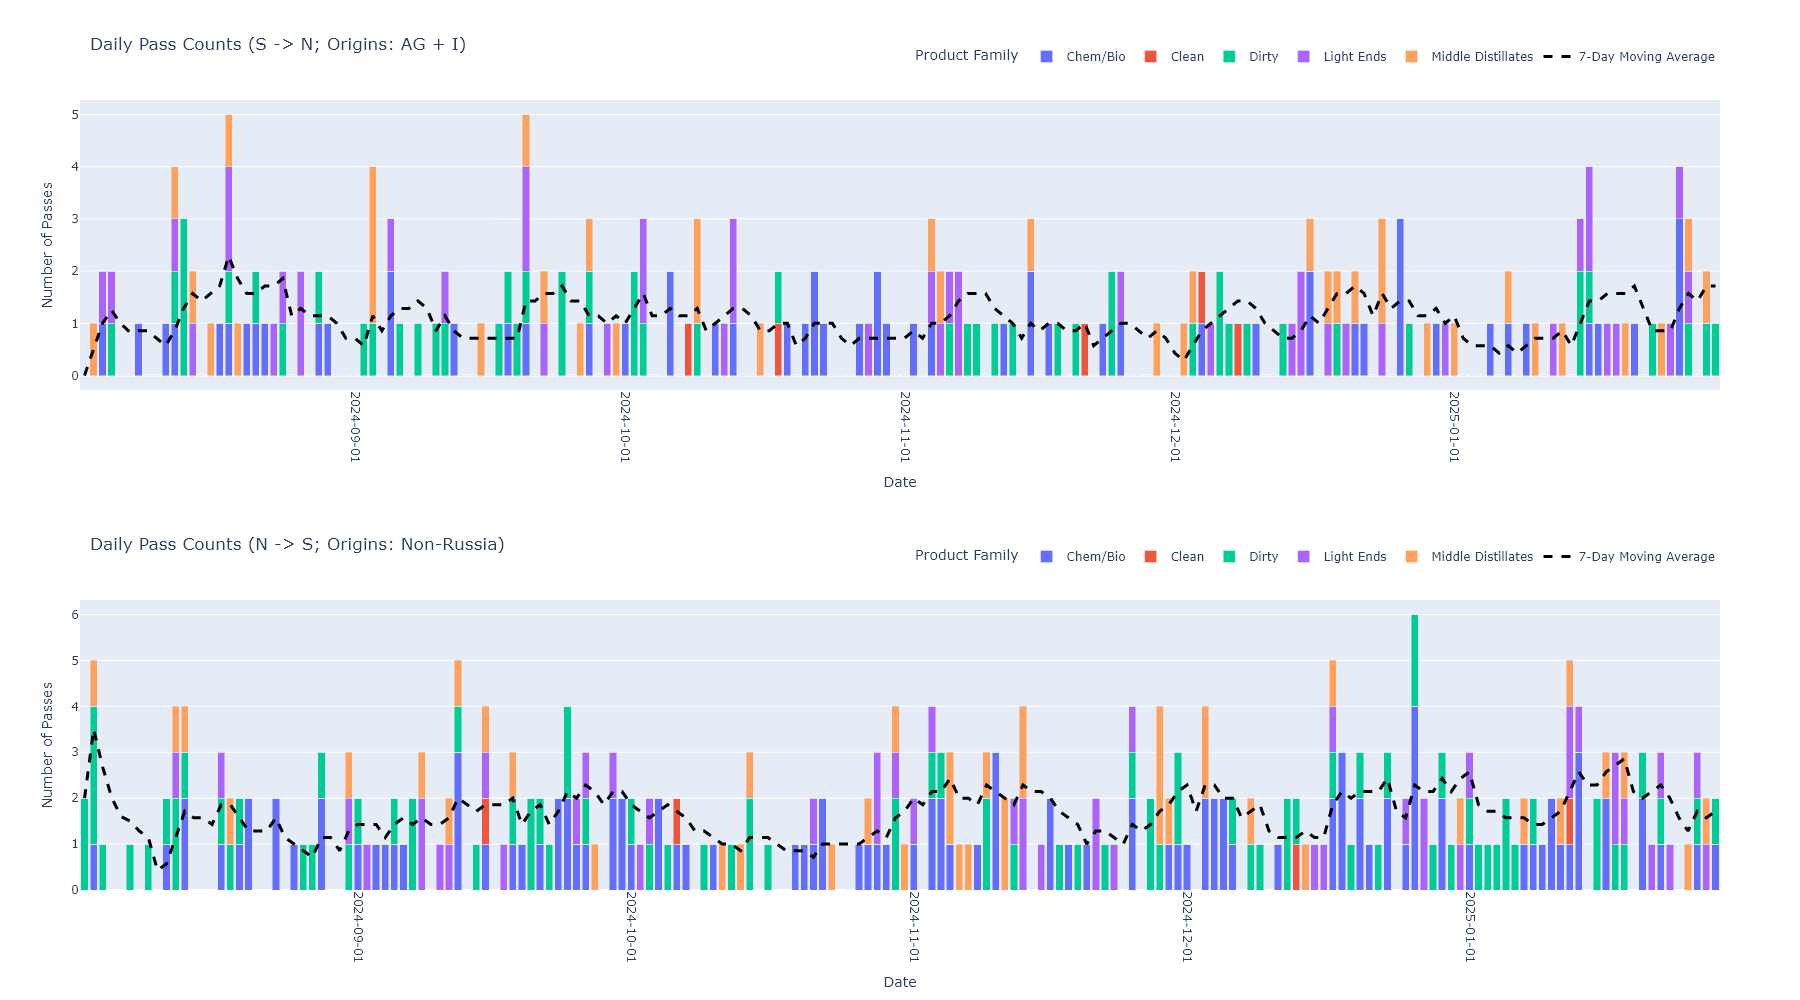 Daily Pass Counts (S -> N; Origins: AG + I)
Product Family Chem/Bio Clean Dirty Light Ends Middle Distillates 7-Day Moving Average
5
4
3
2
1
0
Number of Passes
2024-09-01 2024-10-01 2024-11-01 2024-12-01 2025-01-01
Date
Daily Pass Counts (N -> S; Origins: Non-Russia)
Product Family Chem/Bio Clean Dirty Light Ends Middle Distillates 7-Day Moving Average
6
5
4
3
2
1
0
Number of Passes
2024-09-01 2024-10-01 2024-11-01 2024-12-01 2025-01-01
Date